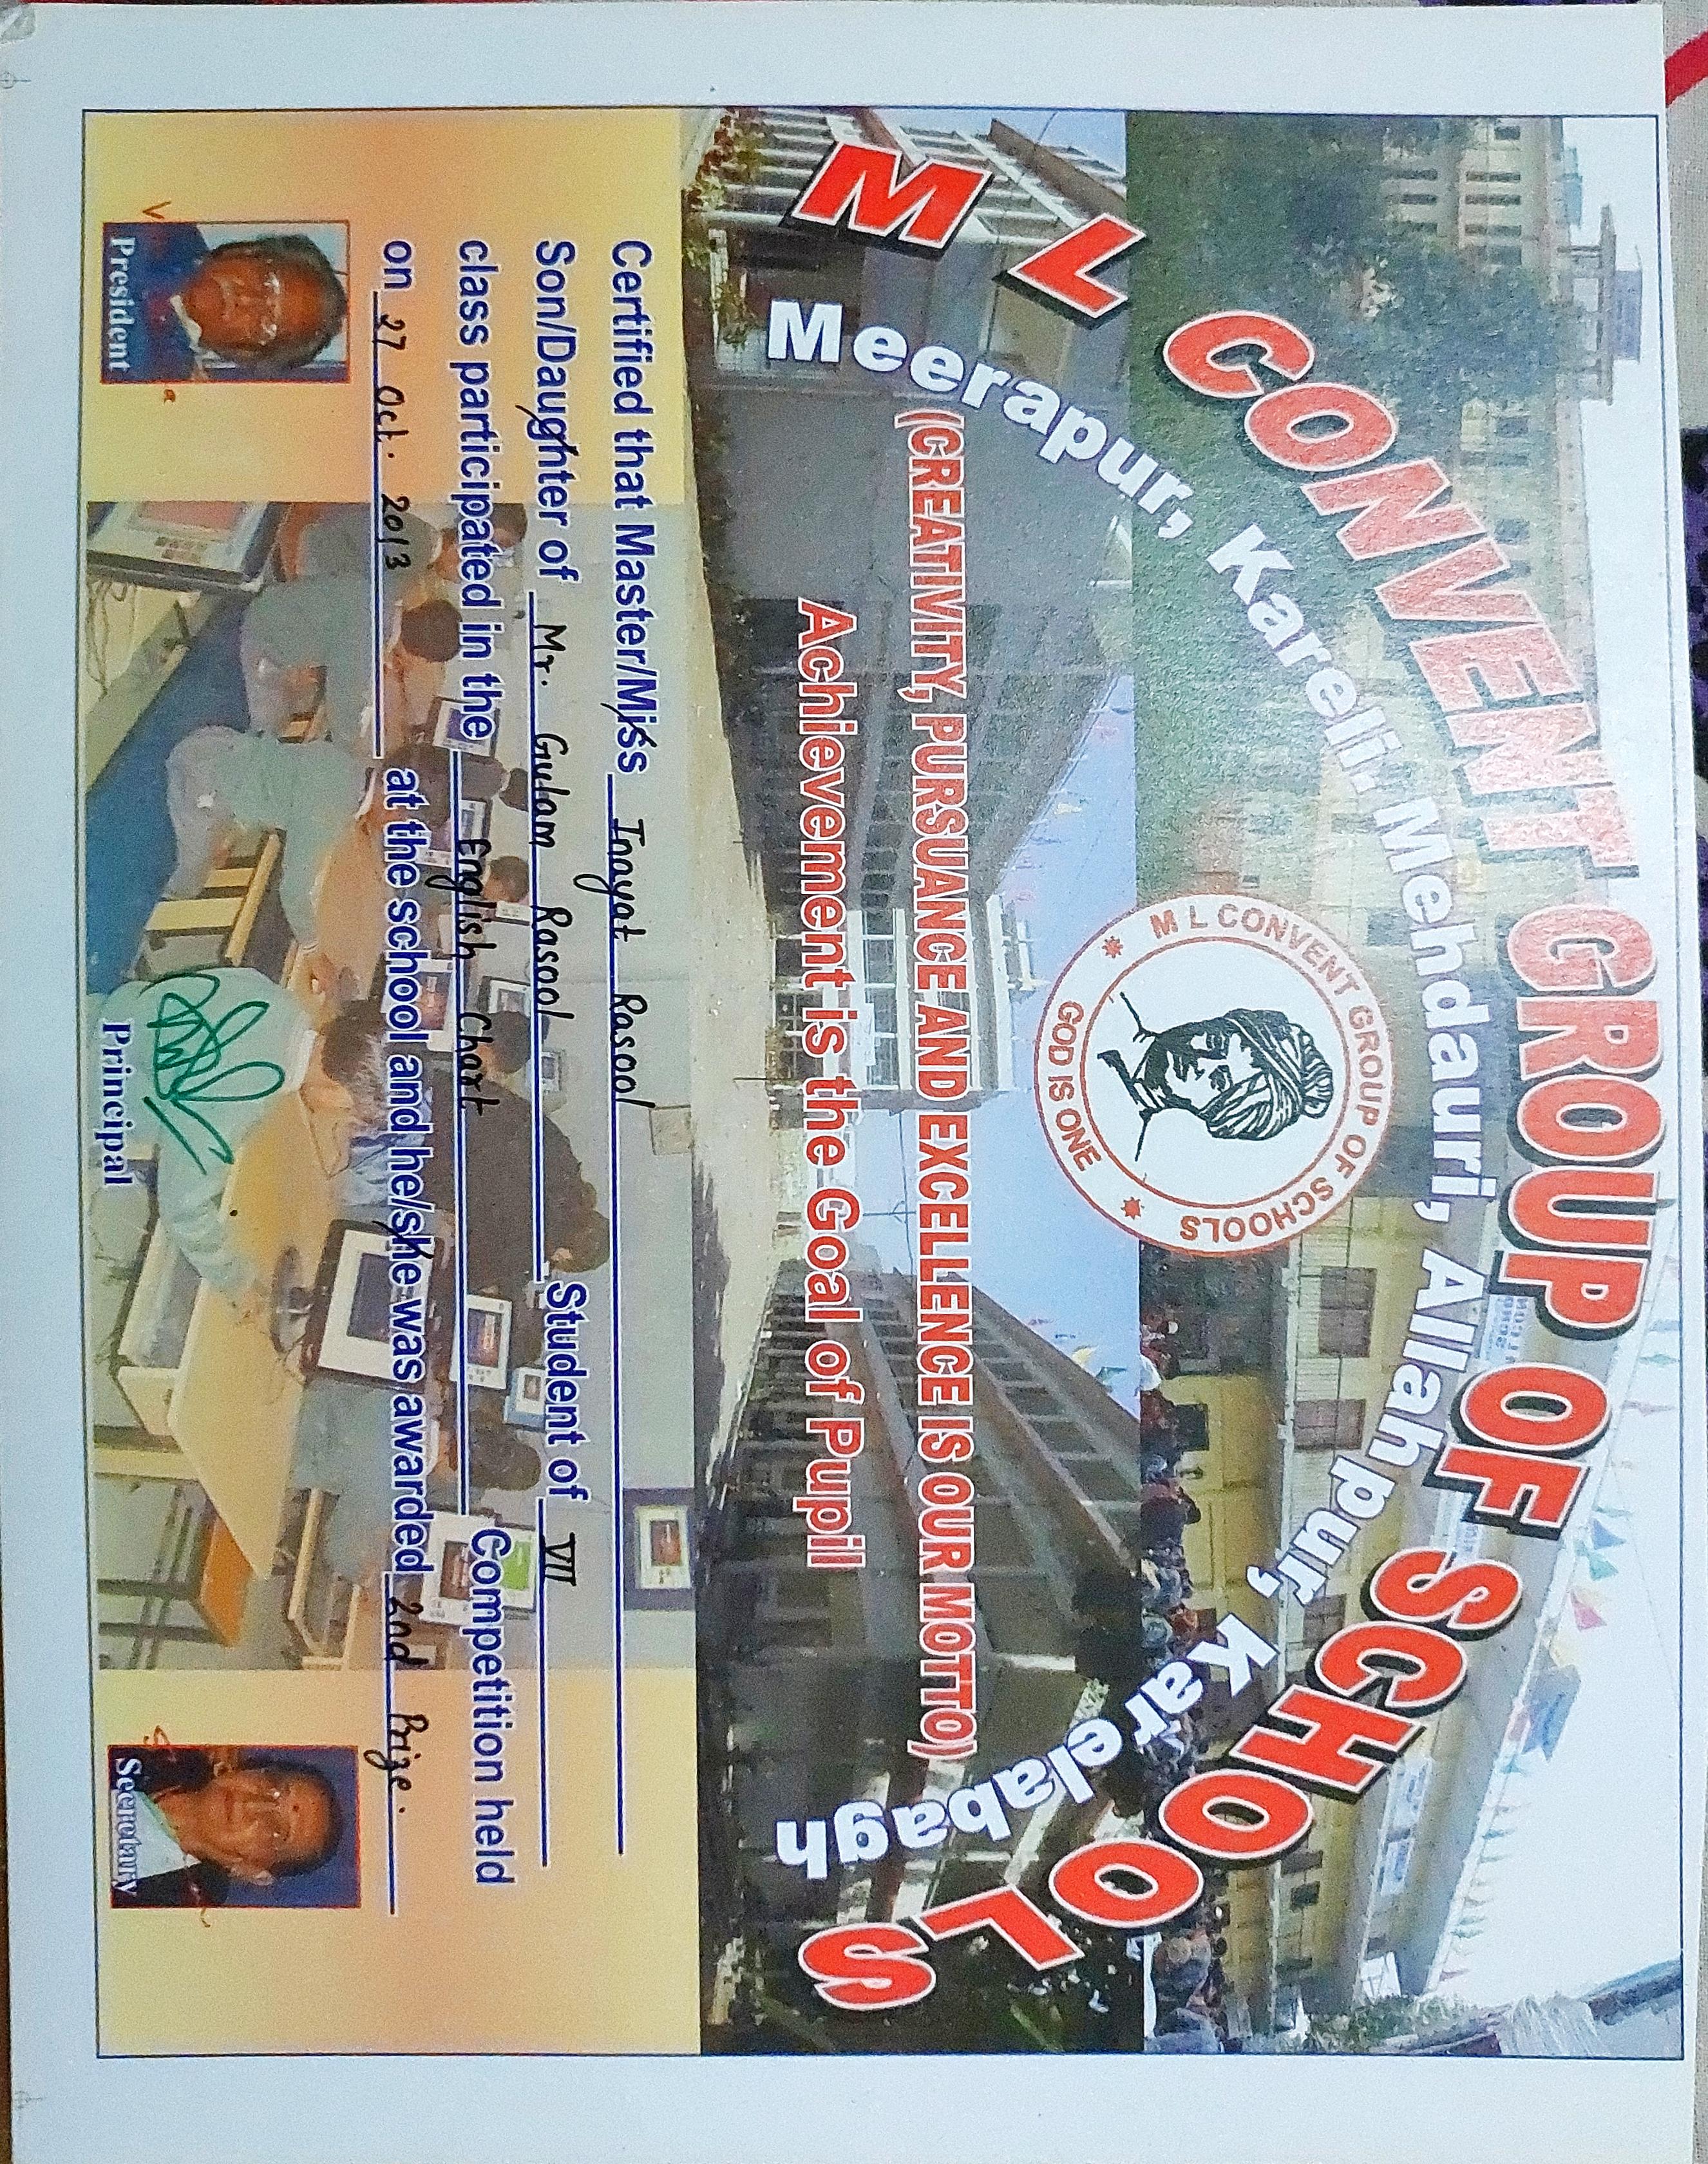 M L CONVENT GROUP OF SCHOOLS
Meerapur, Kareli, Mehdauri, Allahpur, Karelabagh
M L CONVENT GROUP OF SCHOOLS
GOD IS ONE
(CREATIVITY, PURSUANCE AND EXCELLENCE IS OUR MOTTO)
Achievement is the Goal of Pupil
Certified that Master/Miss Inayat Rasool
Son/Daughter of Mr. Gulam Rasool Student of VII
class participated in the English Chart Competition held
on 27 Oct. 2013 at the school and he/she was awarded 2nd Prize.
President
Principal
Secretary